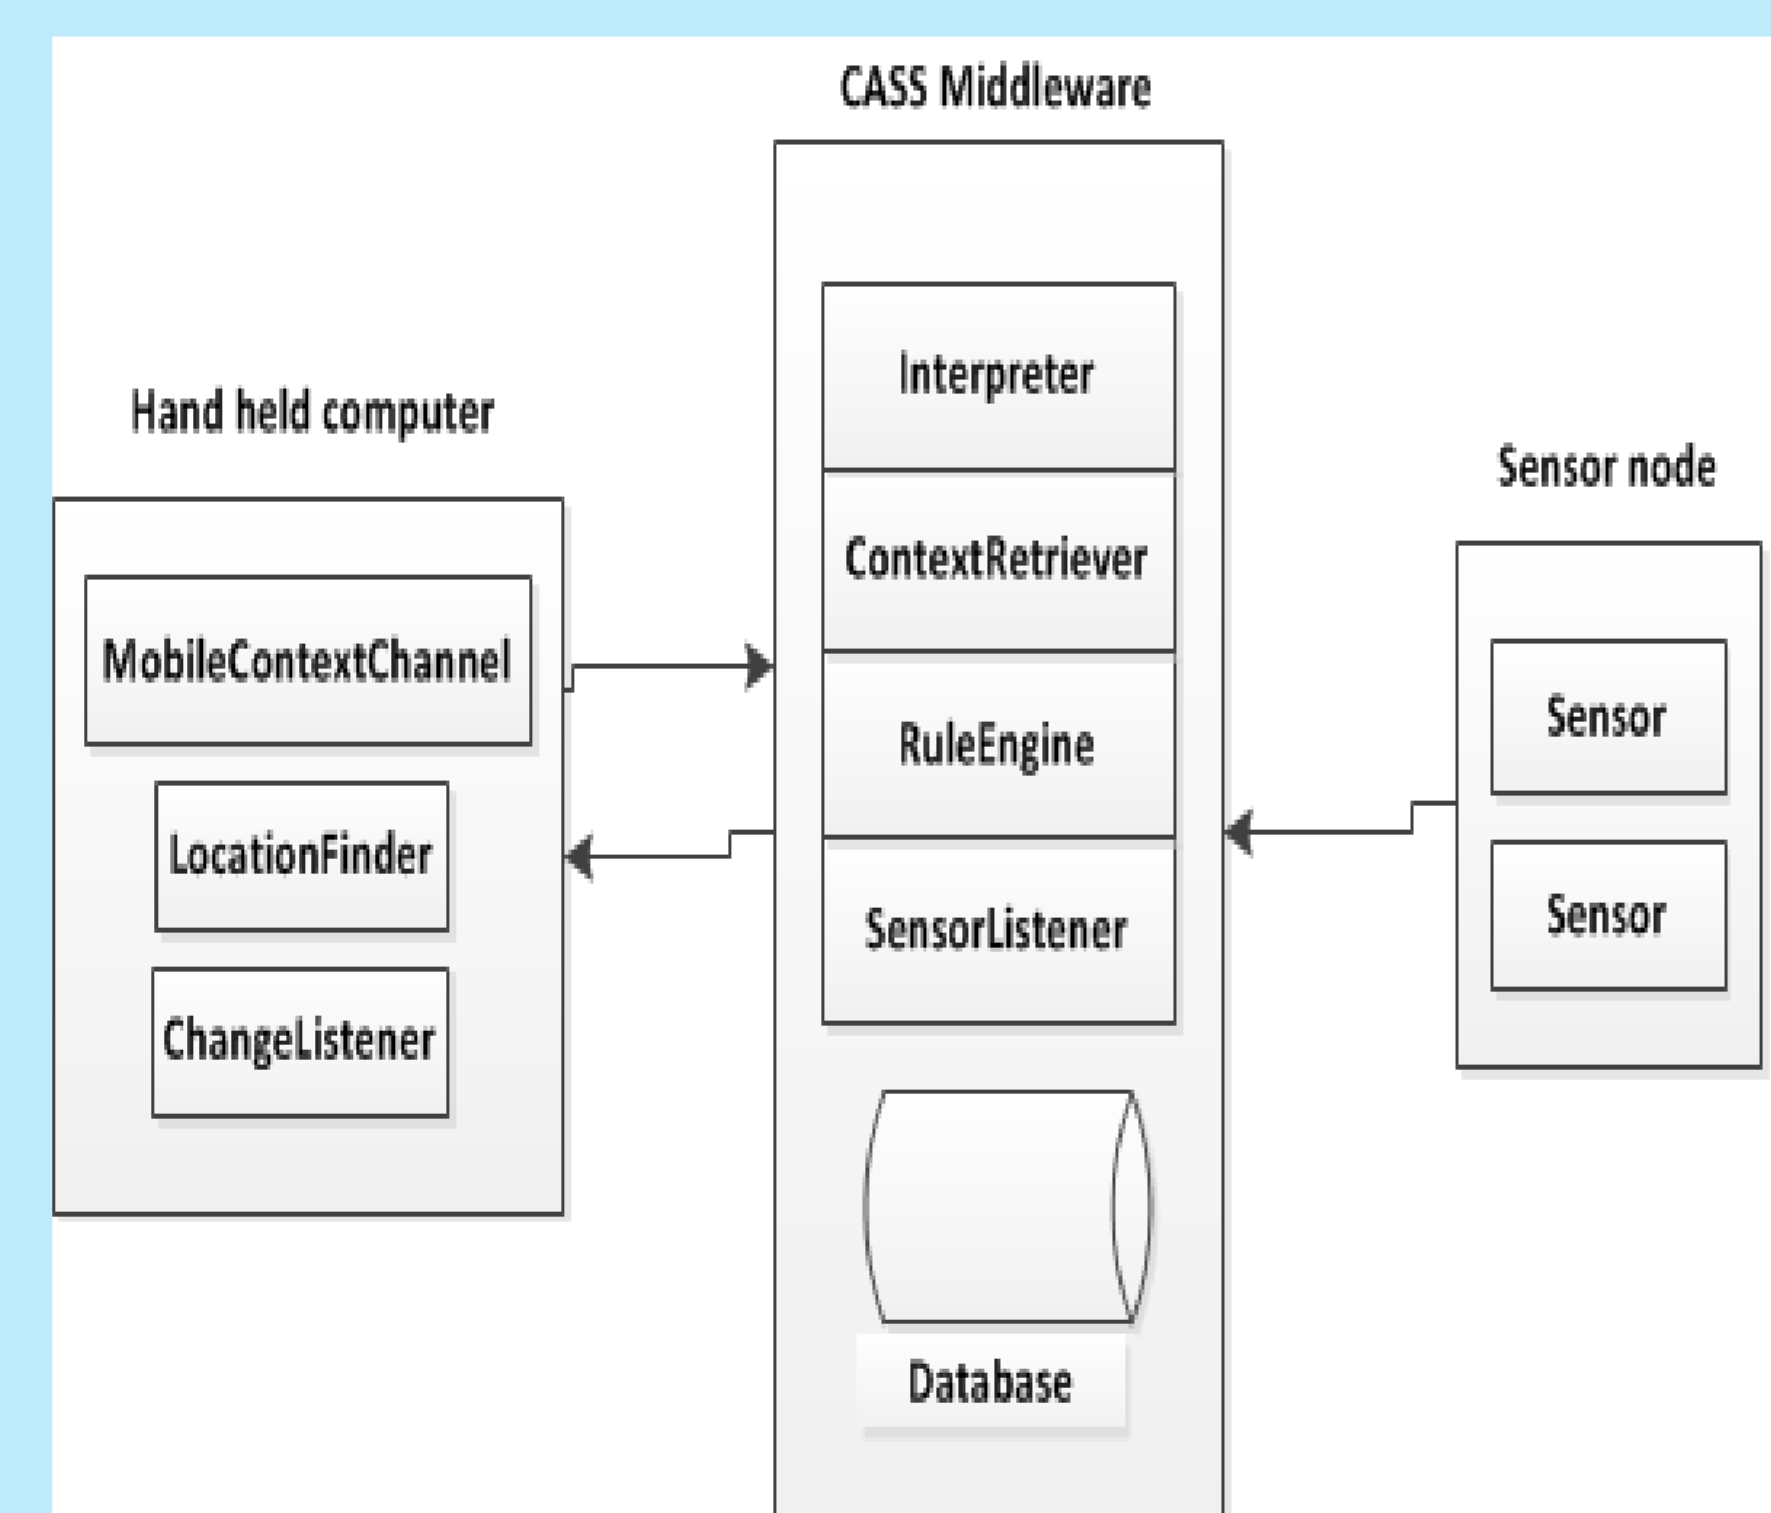 CASS Middleware
Hand held computer
MobileContextChannel
LocationFinder
ChangeListener
Interpreter
ContextRetriever
RuleEngine
SensorListener
Database
Sensor node
Sensor
Sensor